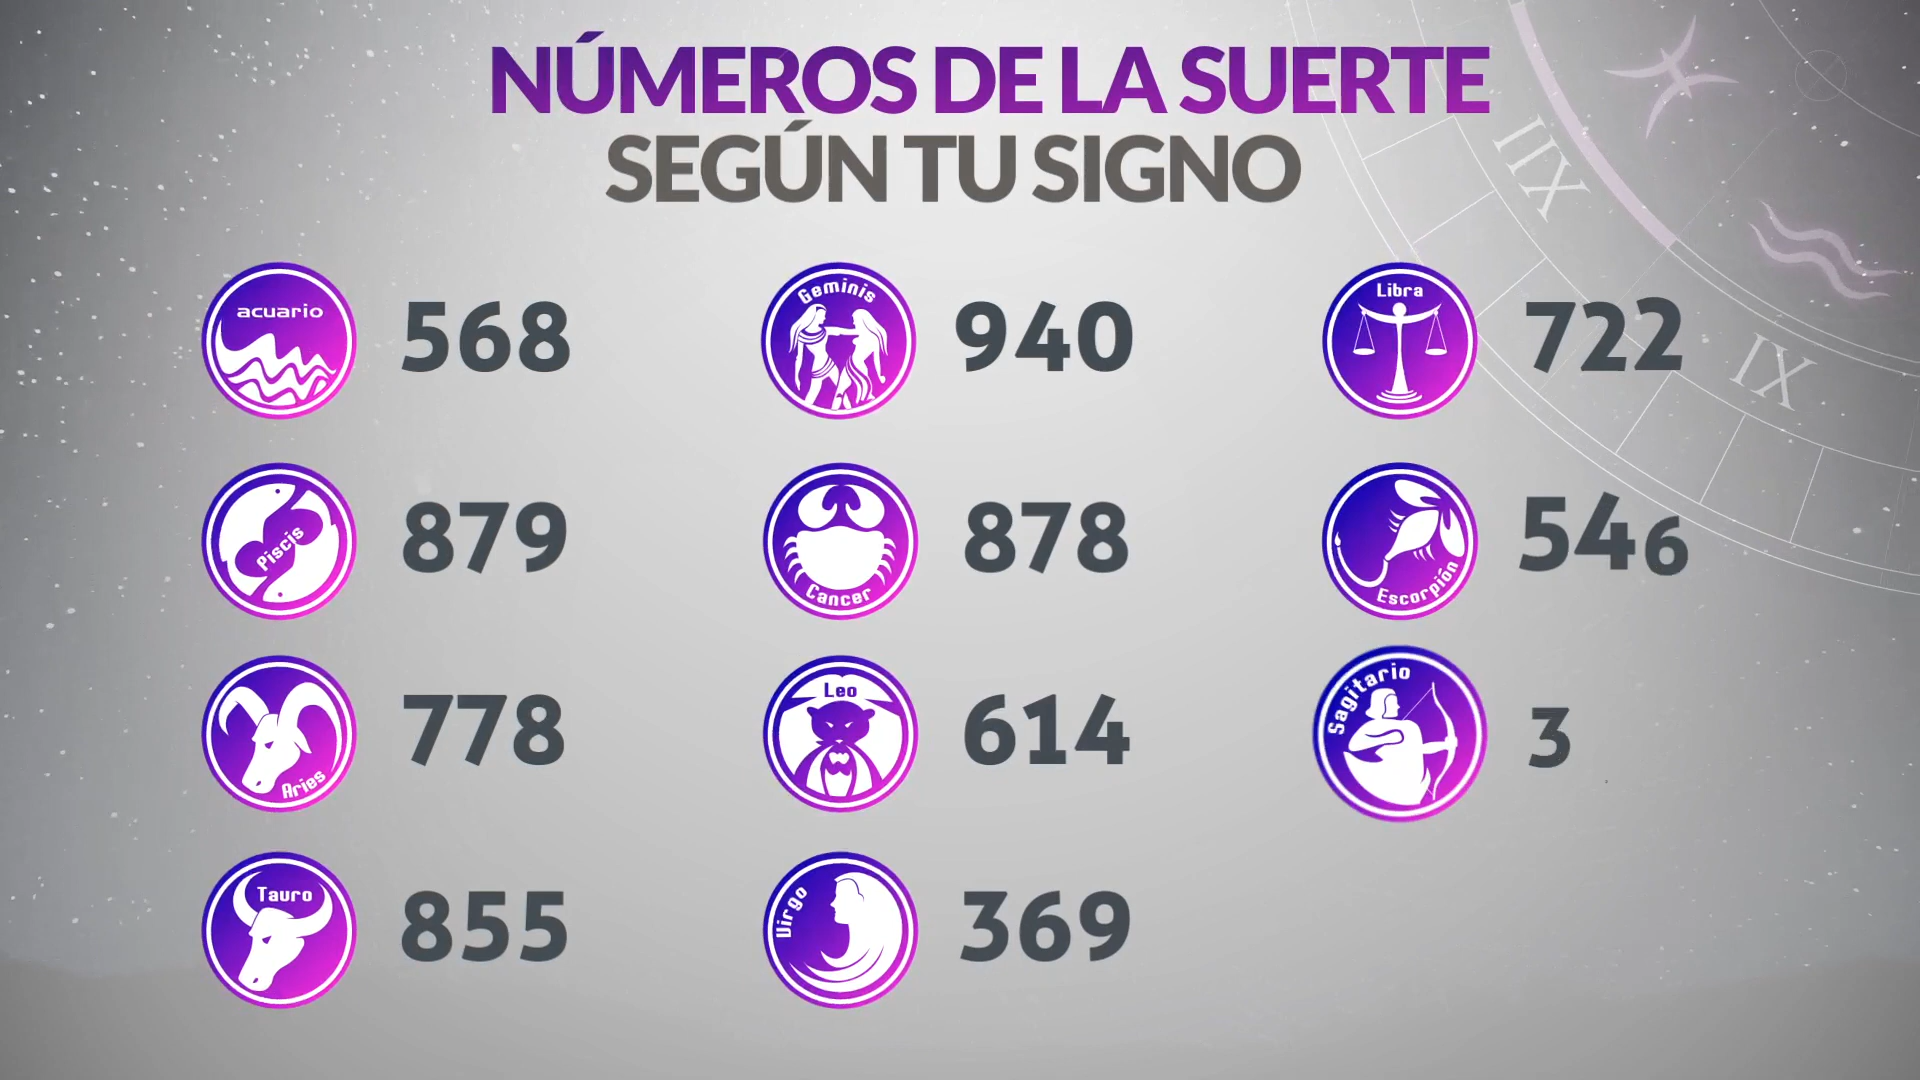 NÚMEROS DE LA SUERTE
SEGÚN TU SIGNO
acuario 568
Geminis 940
Libra 722
Piscis 879
Cancer 878
Escorpión 546
Aries 778
Leo 614
Sagitario 3
Tauro 855
Virgo 369
XII
XI